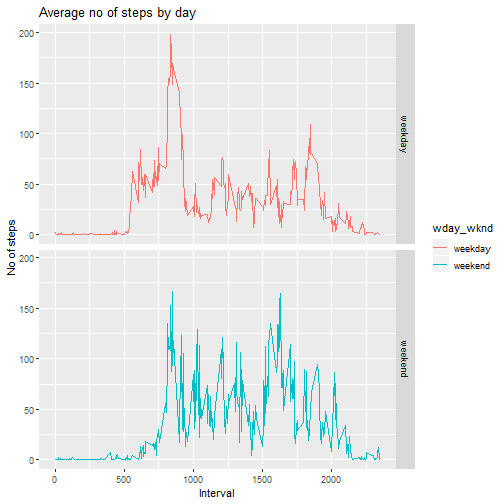 Average no of steps by day
No of steps
200
150
100
50
0
weekday
200
150
100
50
0
weekend
0
500
1000
1500
2000
Interval
wday_wknd
weekday
weekend